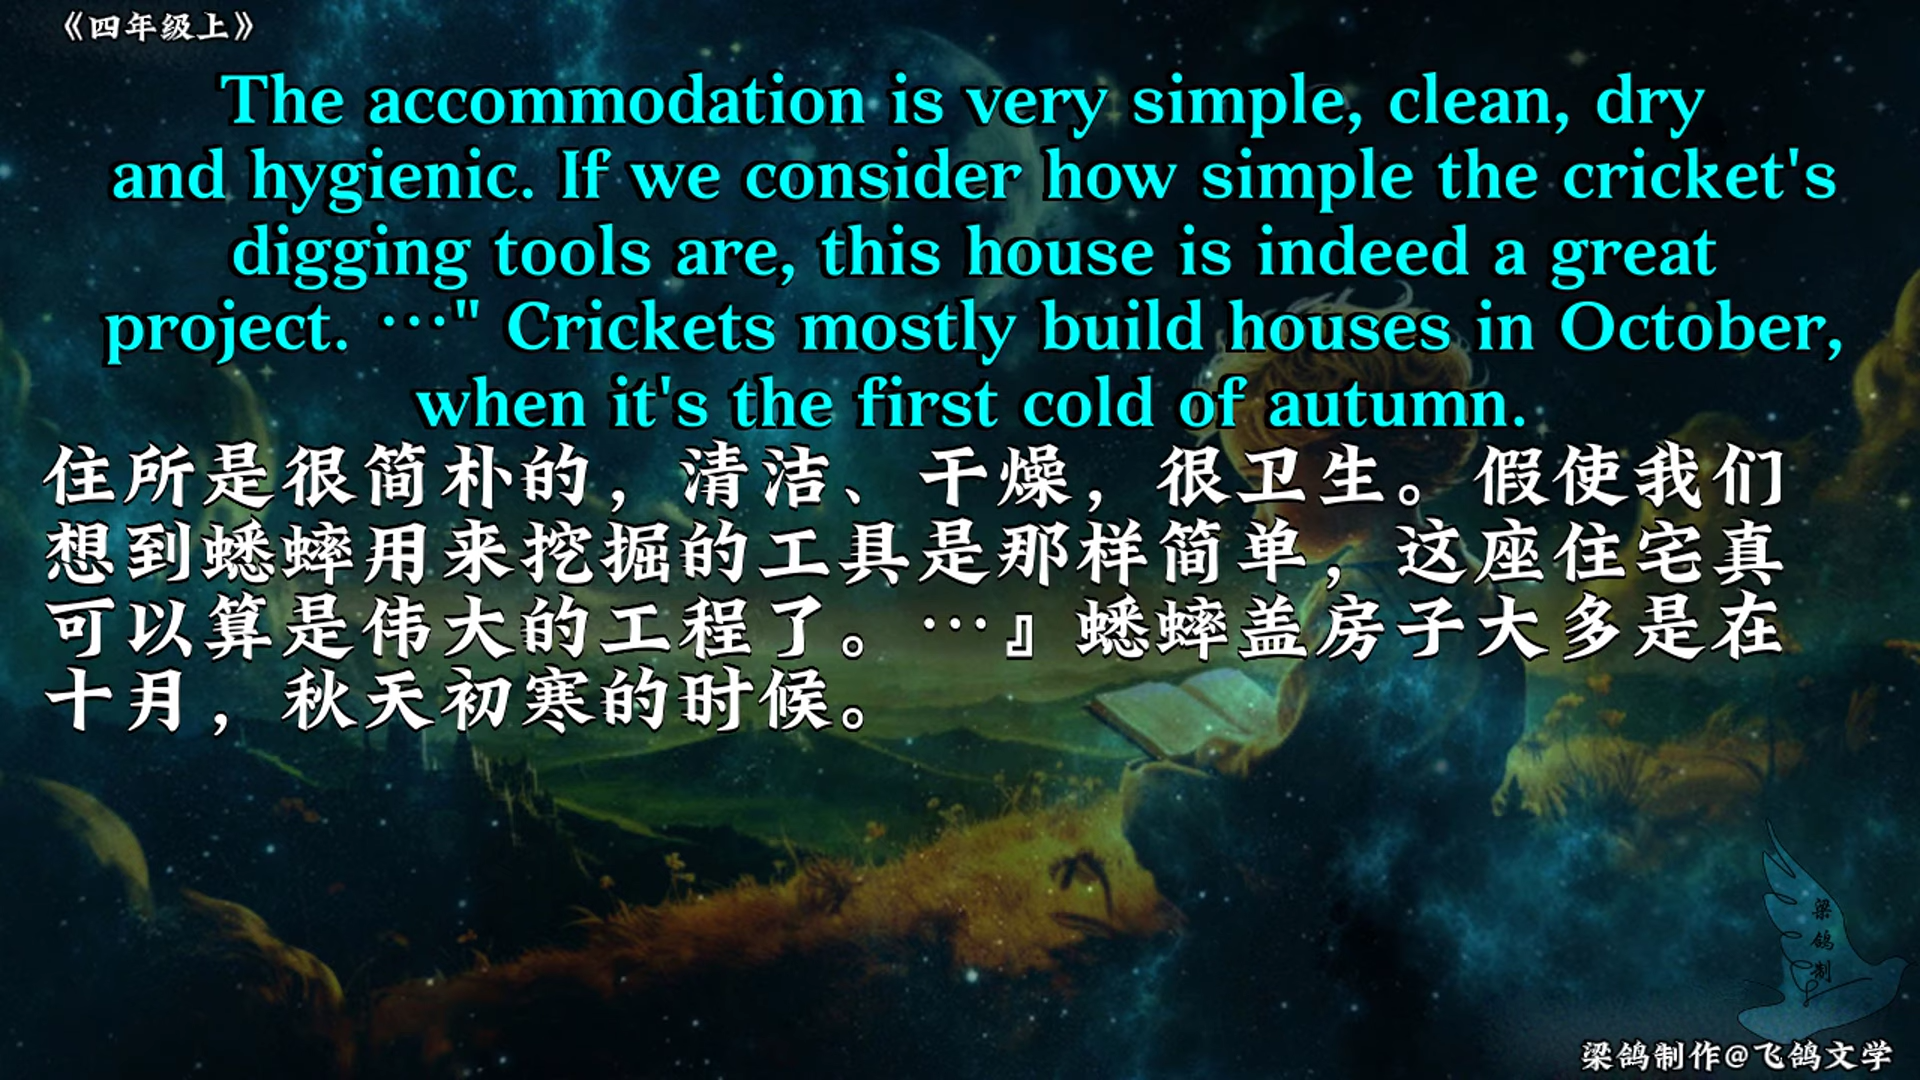 《四年级上》
The accommodation is very simple, clean, dry
and hygienic. If we consider how simple the cricket's
digging tools are, this house is indeed a great
project. …" Crickets mostly build houses in October,
when it's the first cold of autumn.
住所是很简朴的，清洁、干燥，很卫生。假使我们
想到蟋蟀用来挖掘的工具是那样简单，这座住宅真
可以算是伟大的工程了。…』蟋蟀盖房子大多是在
十月，秋天初寒的时候。
梁鸽制
梁鸽制作@飞鸽文学